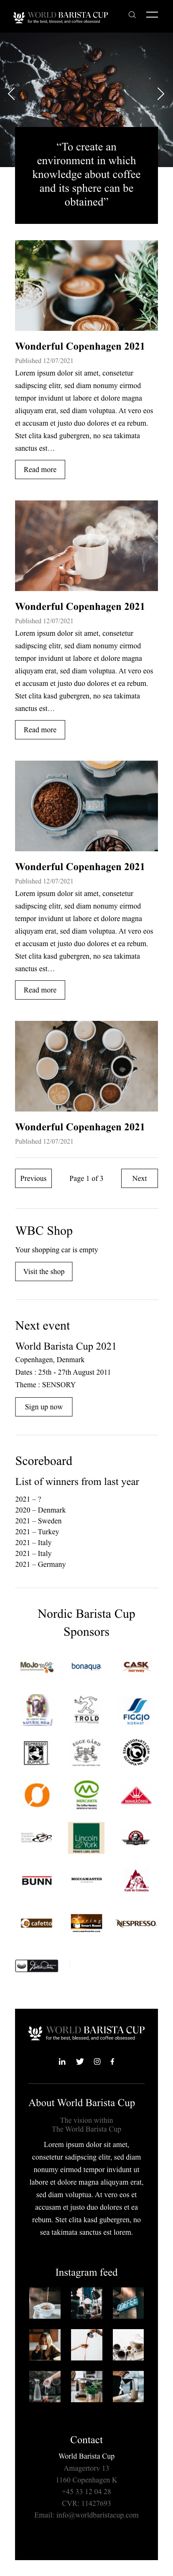 WORLD BARISTA CUP
for the best, blessed, and coffee obsessed
“To create an
environment in which
knowledge about coffee
and its sphere can be
obtained”
Wonderful Copenhagen 2021
Published 12/07/2021
Lorem ipsum dolor sit amet, consetetur
sadipscing elitr, sed diam nonumy eirmod
tempor invidunt ut labore et dolore magna
aliquyam erat, sed diam voluptua. At vero eos
et accusam et justo duo dolores et ea rebum.
Stet clita kasd gubergren, no sea takimata
sanctus est…
Read more
Wonderful Copenhagen 2021
Published 12/07/2021
Lorem ipsum dolor sit amet, consetetur
sadipscing elitr, sed diam nonumy eirmod
tempor invidunt ut labore et dolore magna
aliquyam erat, sed diam voluptua. At vero eos
et accusam et justo duo dolores et ea rebum.
Stet clita kasd gubergren, no sea takimata
sanctus est…
Read more
Wonderful Copenhagen 2021
Published 12/07/2021
Lorem ipsum dolor sit amet, consetetur
sadipscing elitr, sed diam nonumy eirmod
tempor invidunt ut labore et dolore magna
aliquyam erat, sed diam voluptua. At vero eos
et accusam et justo duo dolores et ea rebum.
Stet clita kasd gubergren, no sea takimata
sanctus est…
Read more
Wonderful Copenhagen 2021
Published 12/07/2021
Previous Page 1 of 3 Next
WBC Shop
Your shopping car is empty
Visit the shop
Next event
World Barista Cup 2021
Copenhagen, Denmark
Dates : 25th - 27th August 2011
Theme : SENSORY
Sign up now
Scoreboard
List of winners from last year
2021 – ?
2020 – Denmark
2021 – Sweden
2021 – Turkey
2021 – Italy
2021 – Italy
2021 – Germany
Nordic Barista Cup
Sponsors
MoJo bonaqua CASK
TROLD FIGGJO
NORWAY
ESPRESSO SUPPLY KOPP GÅRD
MERCANTA
Lincoln & York
BUNN MOCCAMASTER Café de Colombia
cafetto NESPRESSO
WORLD BARISTA CUP
for the best, blessed, and coffee obsessed
About World Barista Cup
The vision within
The World Barista Cup
Lorem ipsum dolor sit amet,
consetetur sadipscing elitr, sed diam
nonumy eirmod tempor invidunt ut
labore et dolore magna aliquyam erat,
sed diam voluptua. At vero eos et
accusam et justo duo dolores et ea
rebum. Stet clita kasd gubergren, no
sea takimata sanctus est lorem.
Instagram feed
COFFEE
Contact
World Barista Cup
Amagertorv 13
1160 Copenhagen K
+45 33 12 04 28
CVR: 11427693
Email: info@worldbaristacup.com